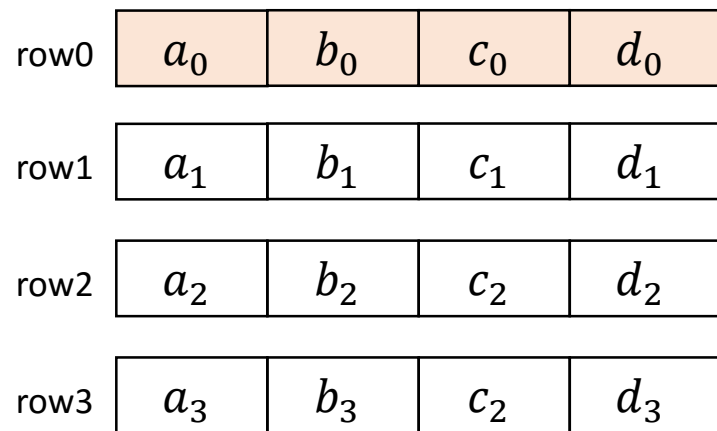 row0 a₀ b₀ c₀ d₀
row1 a₁ b₁ c₁ d₁
row2 a₂ b₂ c₂ d₂
row3 a₃ b₃ c₂ d₃